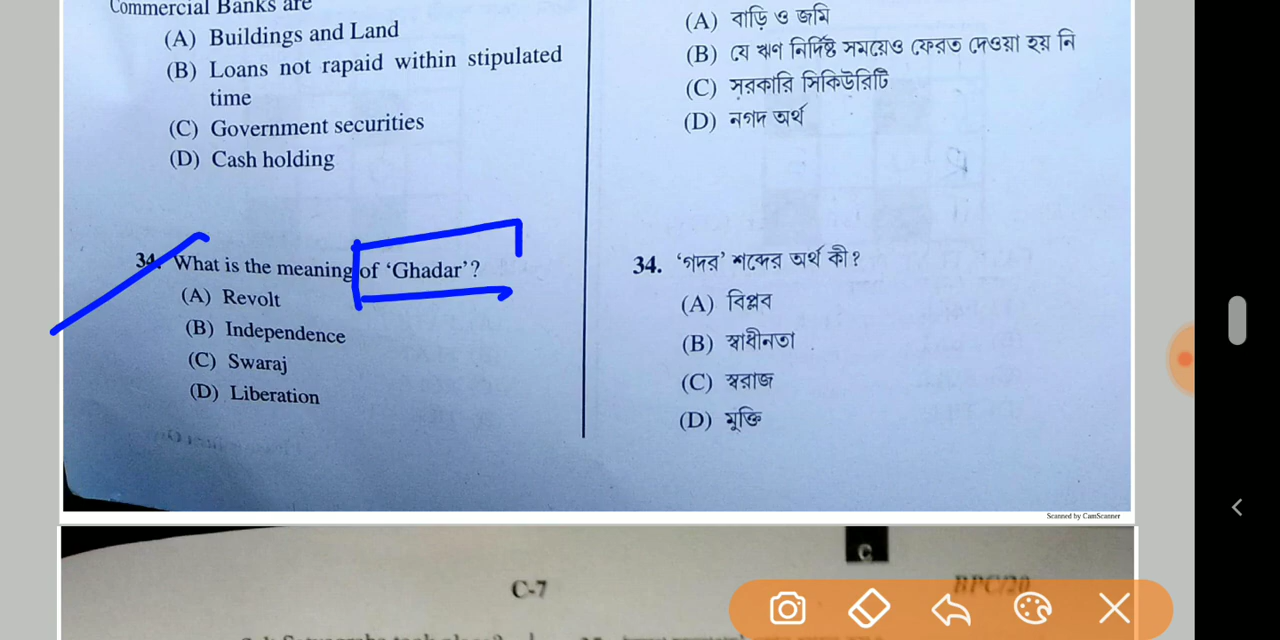 Commercial Banks are
(A) Buildings and Land
(B) Loans not rapaid within stipulated
time
(C) Government securities
(D) Cash holding
34. What is the meaning of ‘Ghadar’?
(A) Revolt
(B) Independence
(C) Swaraj
(D) Liberation
(A) বাড়ি ও জমি
(B) যে ঋণ নির্দিষ্ট সময়েও ফেরত দেওয়া হয় নি
(C) সরকারি সিকিউরিটি
(D) নগদ অর্থ
34. ‘গদর’ শব্দের অর্থ কী?
(A) বিপ্লব
(B) স্বাধীনতা
(C) স্বরাজ
(D) মুক্তি
Scanned by CamScanner
C
C-7
BPC/20